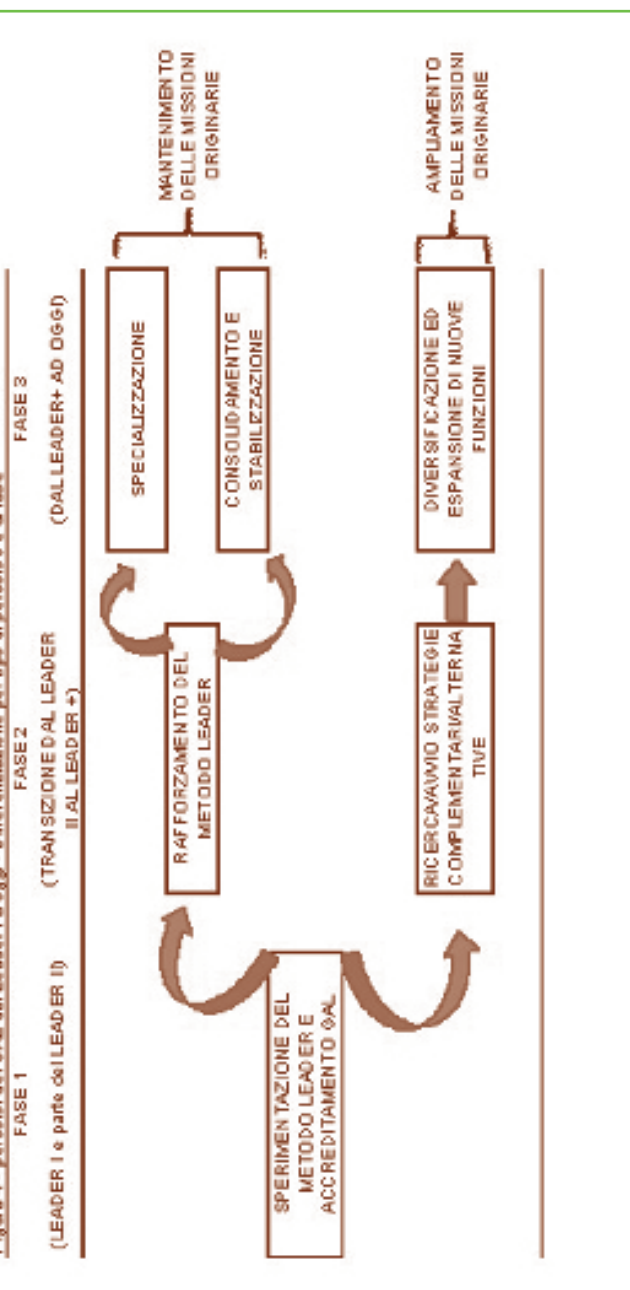 FASE 1
(LEADER I e parte del LEADER II)
FASE 2
(TRANSIZIONE DAL LEADER
II AL LEADER +)
FASE 3
(DAL LEADER+ AD OGGI)
SPERIMENTAZIONE DEL
METODO LEADER E
ACCREDITAMENTO GAL
RAFFORZAMENTO DEL
METODO LEADER
RICERCA/AVVIO STRATEGIE
COMPLEMENTARI/ALTERNA
TIVE
SPECIALIZZAZIONE
CONSOLIDAMENTO E
STABILIZZAZIONE
DIVERSIFICAZIONE ED
ESPANSIONE DI NUOVE
FUNZIONI
MANTENIMENTO
DELLE MISSIONI
ORIGINARIE
AMPLIAMENTO
DELLE MISSIONI
ORIGINARIE